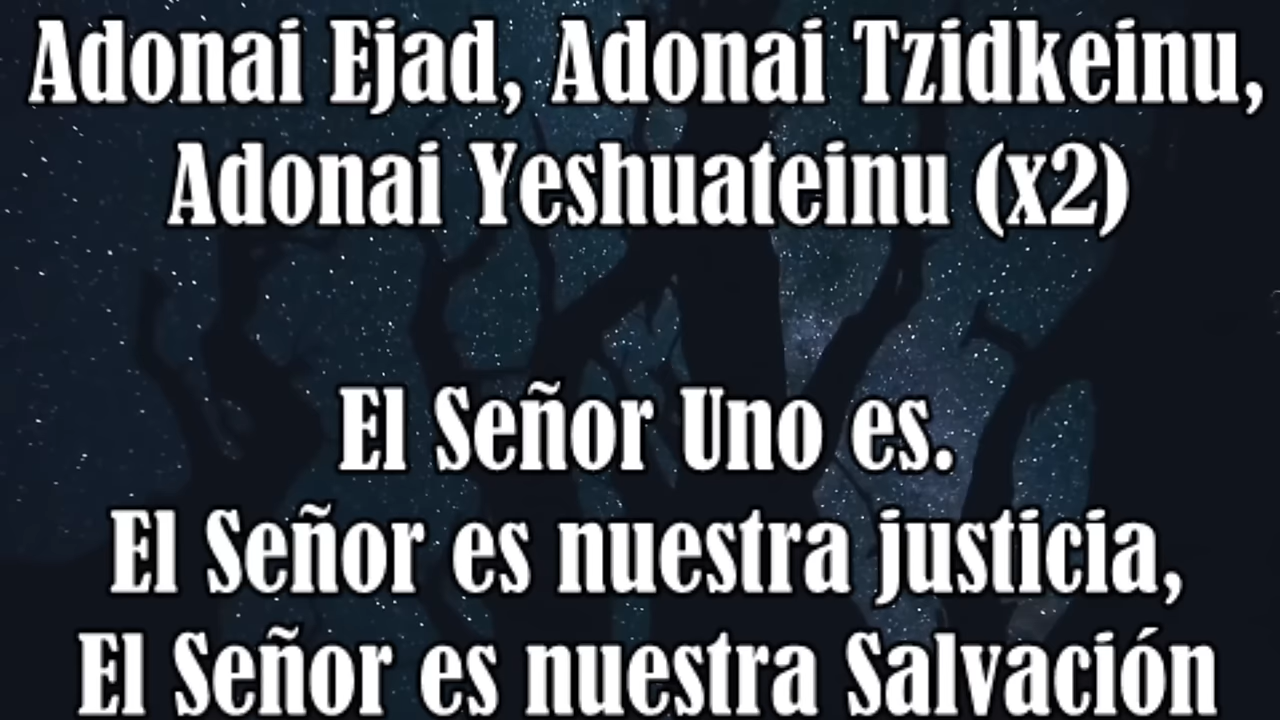 Adonai Ejad, Adonai Tzidkeinu,
Adonai Yeshuateinu (x2)
El Señor Uno es.
El Señor es nuestra justicia,
El Señor es nuestra Salvación